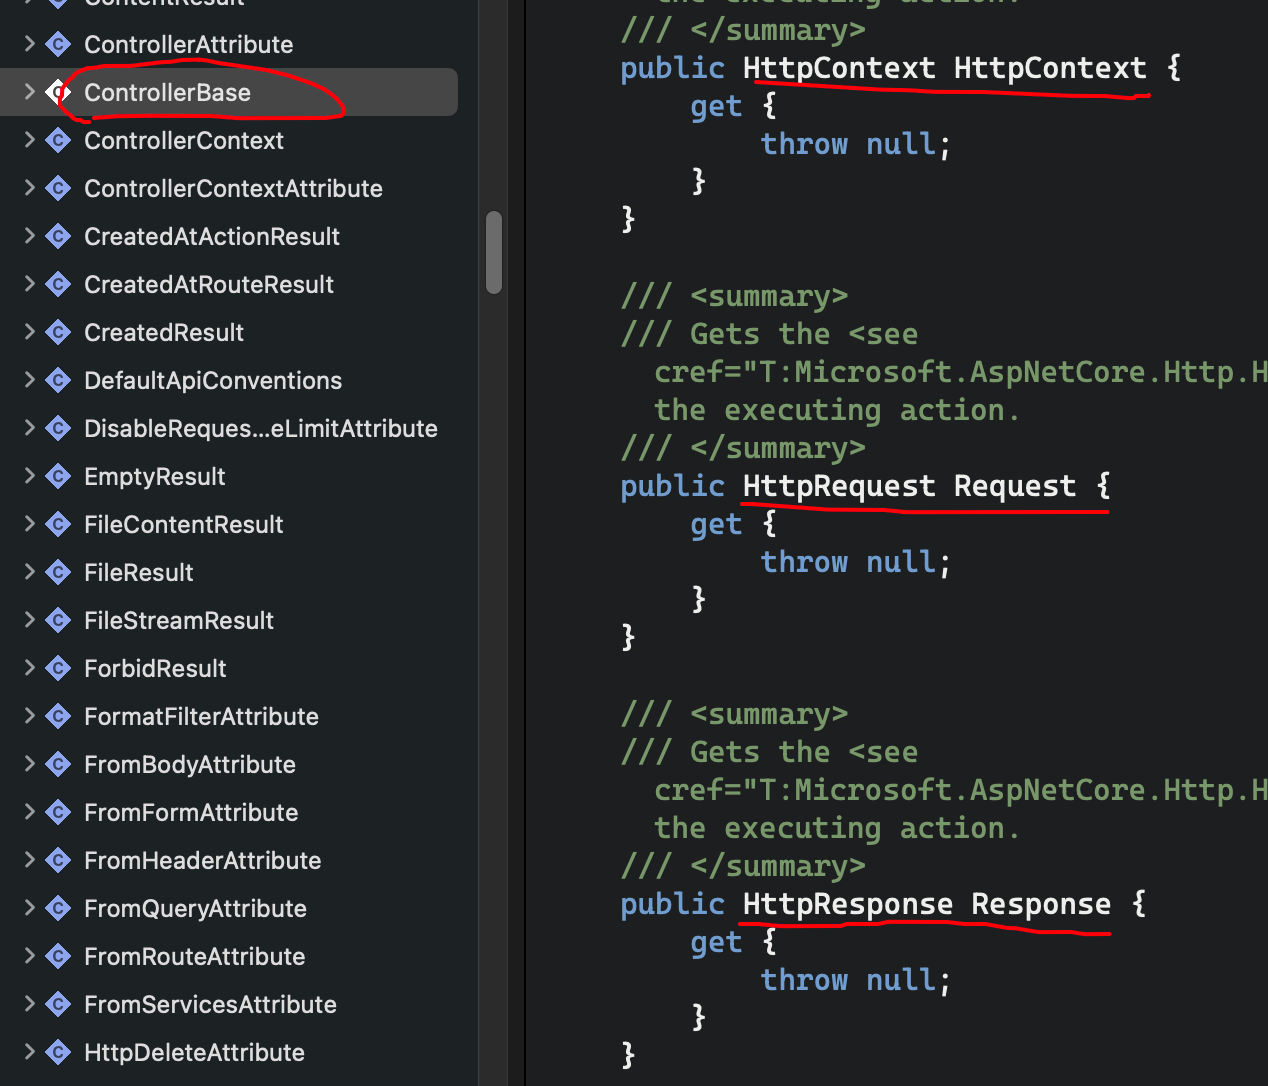 ContentResult
ControllerAttribute
ControllerBase
ControllerContext
ControllerContextAttribute
CreatedAtActionResult
CreatedAtRouteResult
CreatedResult
DefaultApiConventions
DisableReques...eLimitAttribute
EmptyResult
FileContentResult
FileResult
FileStreamResult
ForbidResult
FormatFilterAttribute
FromBodyAttribute
FromFormAttribute
FromHeaderAttribute
FromQueryAttribute
FromRouteAttribute
FromServicesAttribute
HttpDeleteAttribute
the executing action.
/// </summary>
public HttpContext HttpContext {
get {
throw null;
}
}
/// <summary>
/// Gets the <see
cref="T:Microsoft.AspNetCore.Http.H
the executing action.
/// </summary>
public HttpRequest Request {
get {
throw null;
}
}
/// <summary>
/// Gets the <see
cref="T:Microsoft.AspNetCore.Http.H
the executing action.
/// </summary>
public HttpResponse Response {
get {
throw null;
}
}